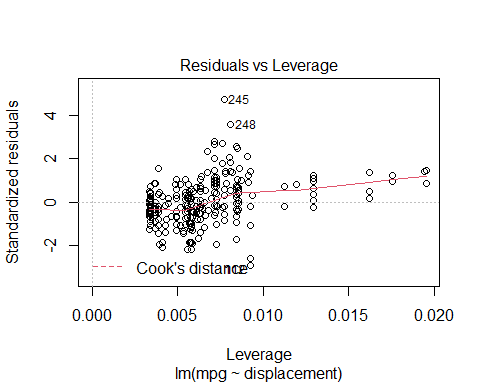 Residuals vs Leverage
Standardized residuals
4
2
0
-2
245
248
Cook's distance
0.000 0.005 0.010 0.015 0.020
Leverage
lm(mpg ~ displacement)